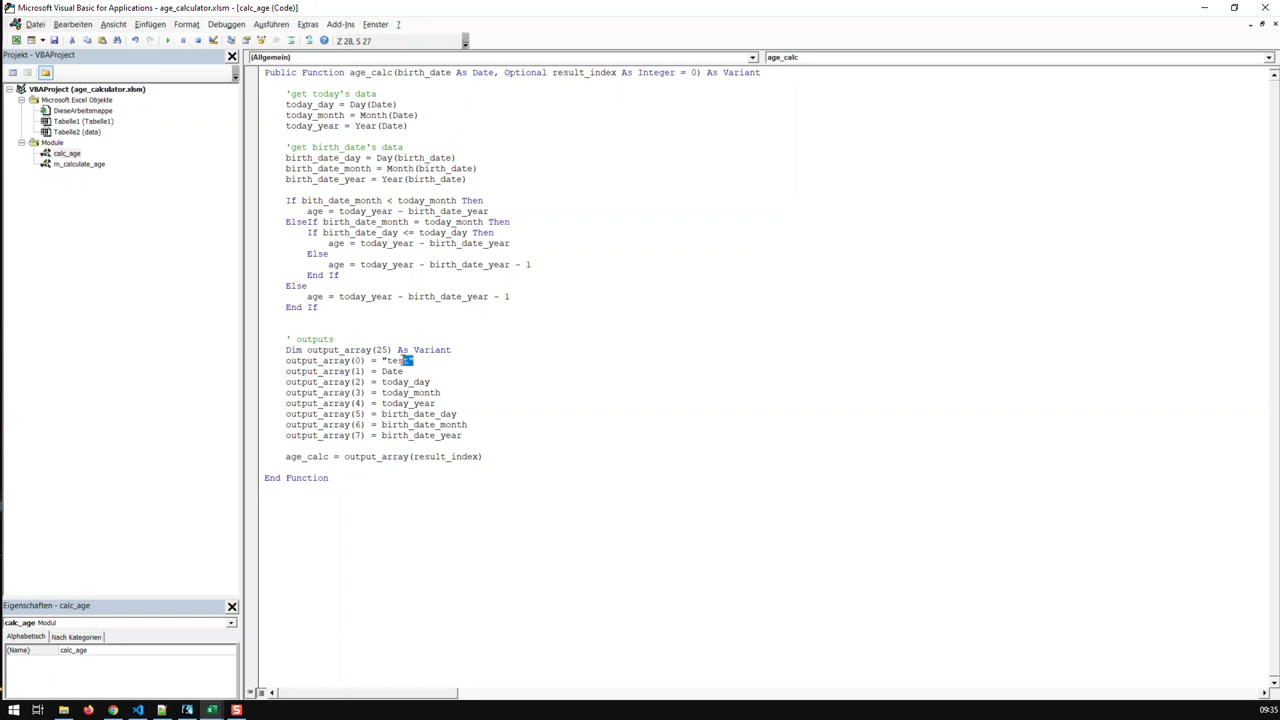 Microsoft Visual Basic for Applications - age_calculator.xlsm - [calc_age (Code)]
Datei Bearbeiten Ansicht Einfügen Format Debuggen Ausführen Extras Add-Ins Fenster ?
Z 28, S 27
Projekt - VBAProject
VBAProject (age_calculator.xlsm)
Microsoft Excel Objekte
DieseArbeitsmappe
Tabelle1 (Tabelle1)
Tabelle2 (data)
Module
calc_age
m_calculate_age
Eigenschaften - calc_age
calc_age Modul
Alphabetisch Nach Kategorien
(Name) calc_age
(Allgemein) age_calc
Public Function age_calc(birth_date As Date, Optional result_index As Integer = 0) As Variant
'get today's data
today_day = Day(Date)
today_month = Month(Date)
today_year = Year(Date)
'get birth_date's data
birth_date_day = Day(birth_date)
birth_date_month = Month(birth_date)
birth_date_year = Year(birth_date)
If bith_date_month < today_month Then
age = today_year - birth_date_year
ElseIf birth_date_month = today_month Then
If birth_date_day <= today_day Then
age = today_year - birth_date_year
Else
age = today_year - birth_date_year - 1
End If
Else
age = today_year - birth_date_year - 1
End If
' outputs
Dim output_array(25) As Variant
output_array(0) = "test"
output_array(1) = Date
output_array(2) = today_day
output_array(3) = today_month
output_array(4) = today_year
output_array(5) = birth_date_day
output_array(6) = birth_date_month
output_array(7) = birth_date_year
age_calc = output_array(result_index)
End Function
09:35